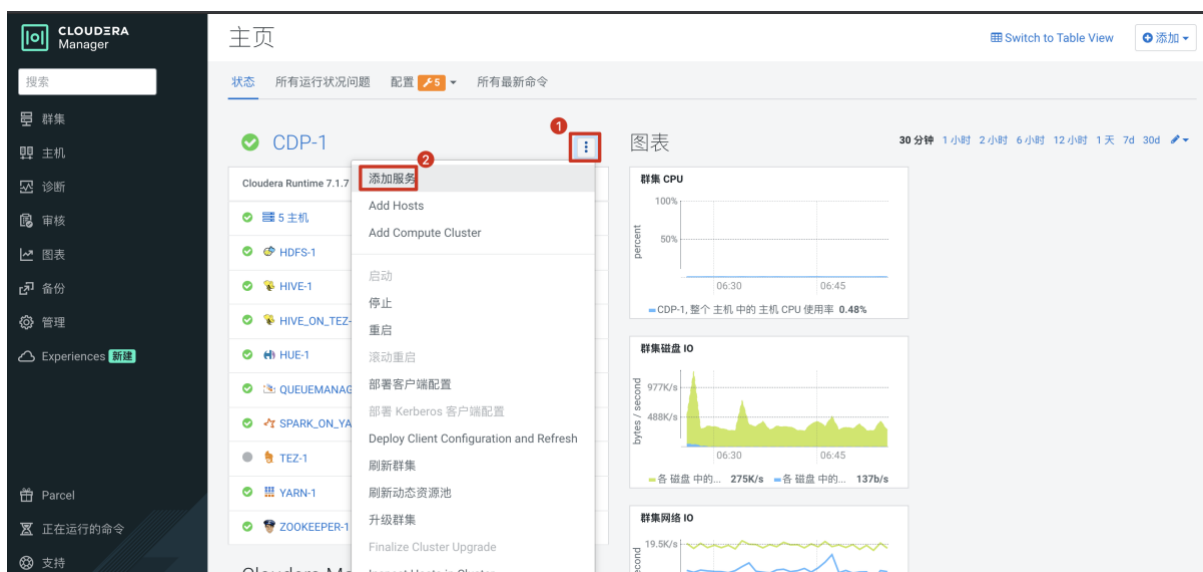 CLOUDERA
Manager
搜索
群集
主机
诊断
审核
图表
备份
管理
Experiences 新建
Parcel
正在运行的命令
支持
主页
Switch to Table View
添加
状态 所有运行状况问题 配置 5 所有最新命令
CDP-1
1
2
Cloudera Runtime 7.1.7
5 主机
HDFS-1
HIVE-1
HIVE_ON_TEZ-
HUE-1
QUEUEMANAG
SPARK_ON_YA
TEZ-1
YARN-1
ZOOKEEPER-1
添加服务
Add Hosts
Add Compute Cluster
启动
停止
重启
滚动重启
部署客户端配置
部署 Kerberos 客户端配置
Deploy Client Configuration and Refresh
刷新群集
刷新动态资源池
升级群集
Finalize Cluster Upgrade
Inspect Hosts in Cluster
图表
30 分钟 1 小时 2 小时 6 小时 12 小时 1 天 7d 30d
群集 CPU
percent
100%
50%
06:30 06:45
CDP-1, 整个 主机 中的 主机 CPU 使用率 0.48%
群集磁盘 IO
bytes / second
977K/s
488K/s
06:30 06:45
各 磁盘 中的... 275K/s 各 磁盘 中的... 137b/s
群集网络 IO
19.5K/s